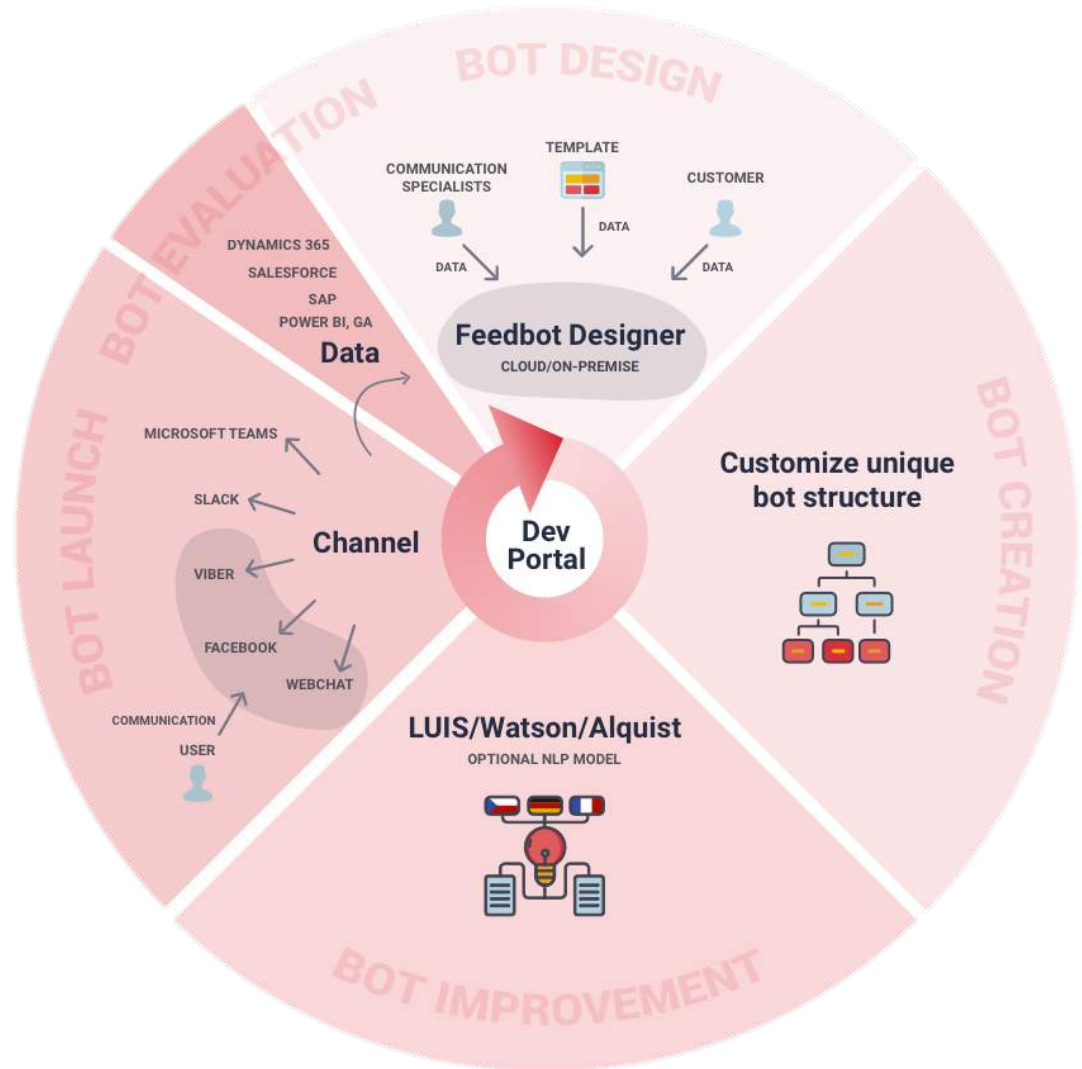 BOT DESIGN
TEMPLATE
COMMUNICATION
SPECIALISTS
CUSTOMER
DATA
DATA
DATA
Feedbot Designer
CLOUD/ON-PREMISE
BOT CREATION
Customize unique
bot structure
BOT IMPROVEMENT
LUIS/Watson/Alquist
OPTIONAL NLP MODEL
BOT LAUNCH
Channel
MICROSOFT TEAMS
SLACK
VIBER
FACEBOOK
WEBCHAT
COMMUNICATION
USER
BOT EVALUATION
DYNAMICS 365
SALESFORCE
SAP
POWER BI, GA
Data
Dev
Portal